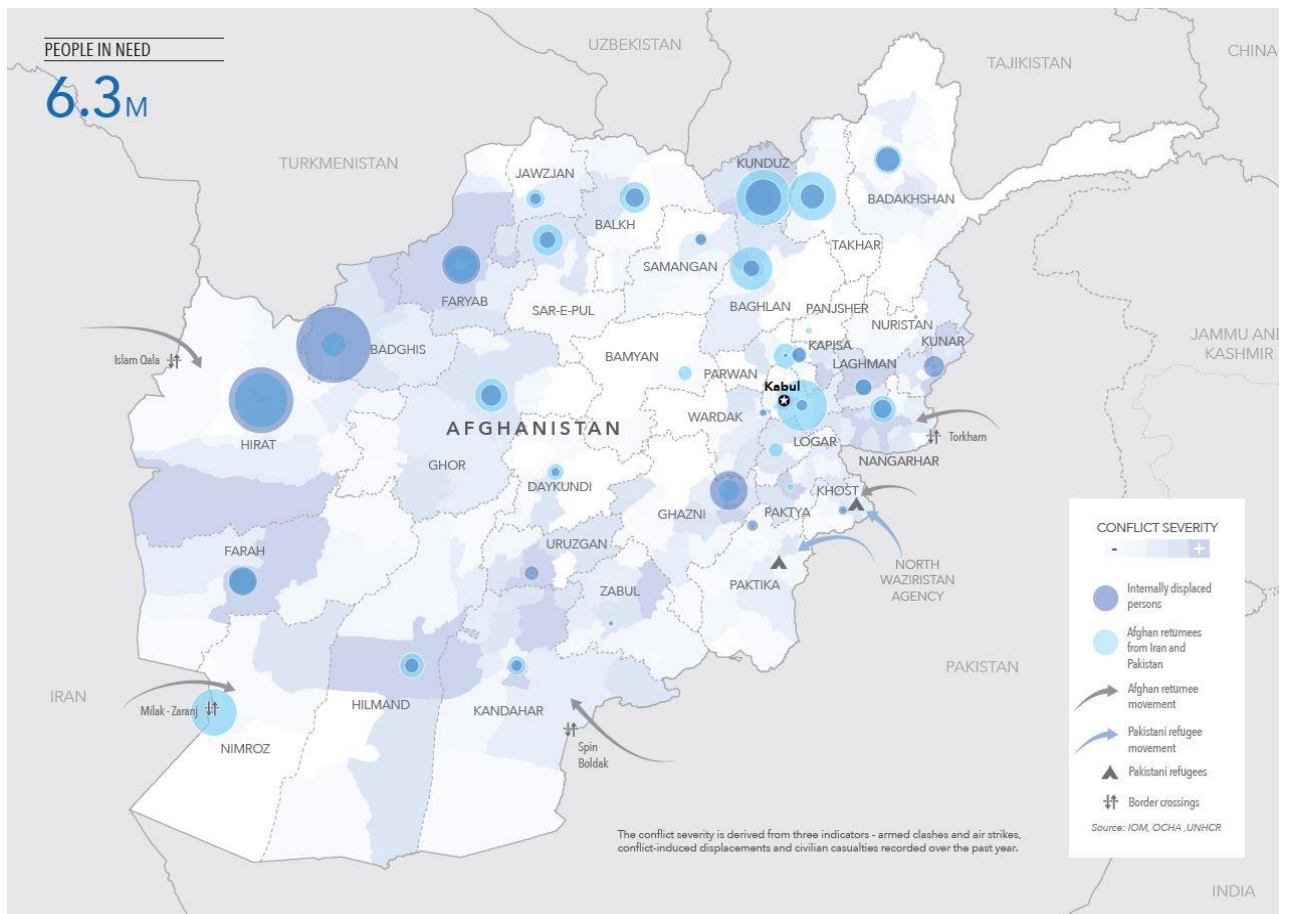 PEOPLE IN NEED
6.3M
UZBEKISTAN
CHINA
TAJIKISTAN
TURKMENISTAN
KUNDUZ
JAWZJAN
BADAKHSHAN
BALKH
TAKHAR
SAMANGAN
FARYAB
BAGHLAN
PANJSHER
SAR-E-PUL
NURISTAN
JAMMU AND
KASHMIR
KUNAR
BADGHIS
KAPISA
Islam Qala
BAMYAN
LAGHMAN
PARWAN
Kabul
WARDAK
AFGHANISTAN
Torkham
HIRAT
LOGAR
NANGARHAR
GHOR
DAYKUNDI
KHOST
GHAZNI
PAKTYA
URUZGAN
FARAH
NORTH
WAZIRISTAN
AGENCY
ZABUL
PAKTIKA
PAKISTAN
IRAN
HILMAND
Milak - Zaranj
KANDAHAR
NIMROZ
Spin
Boldak
CONFLICT SEVERITY
- +
Internally displaced
persons
Afghan returnees
from Iran and
Pakistan
Afghan returnee
movement
Pakistani refugee
movement
Pakistani refugees
Border crossings
Source: IOM, OCHA ,UNHCR
The conflict severity is derived from three indicators - armed clashes and air strikes,
conflict-induced displacements and civilian casualties recorded over the past year.
INDIA